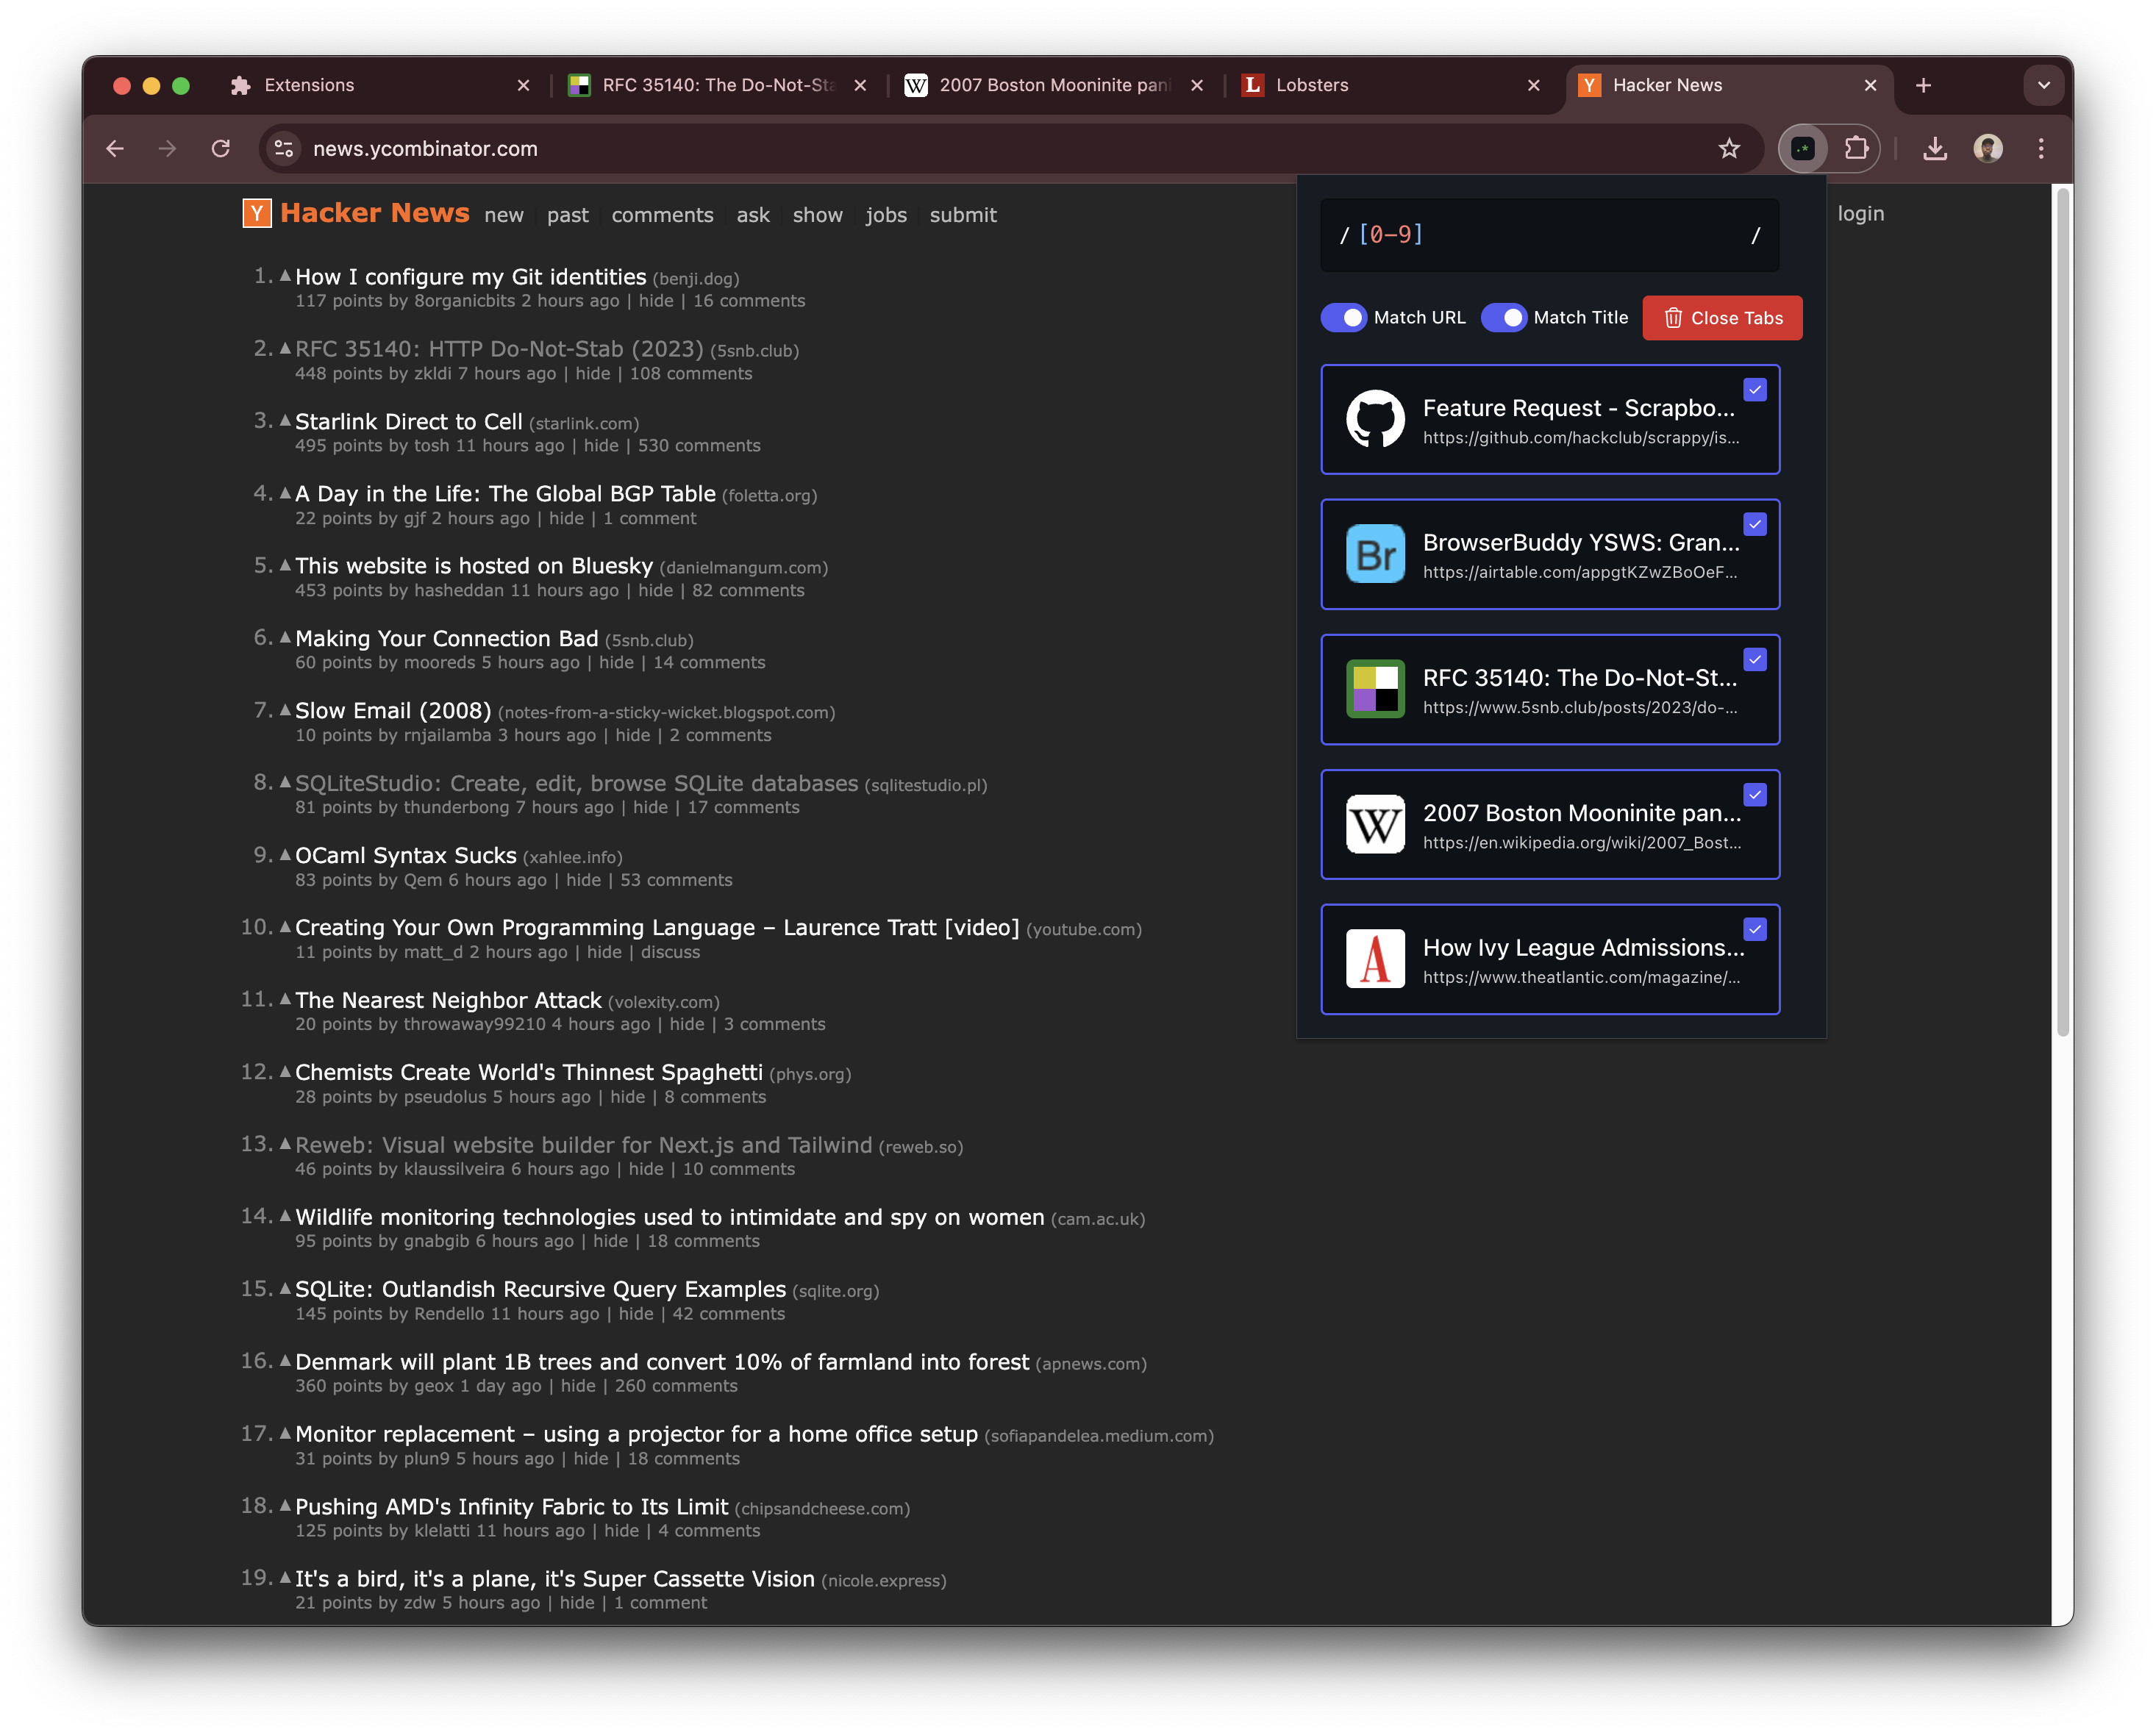 Extensions
RFC 35140: The Do-Not-Sta
2007 Boston Mooninite pani
L Lobsters
Y Hacker News
news.ycombinator.com
Y Hacker News new past comments ask show jobs submit login
1. How I configure my Git identities (benji.dog)
117 points by 8organicbits 2 hours ago | hide | 16 comments
2. RFC 35140: HTTP Do-Not-Stab (2023) (5snb.club)
448 points by zkldi 7 hours ago | hide | 108 comments
3. Starlink Direct to Cell (starlink.com)
495 points by tosh 11 hours ago | hide | 530 comments
4. A Day in the Life: The Global BGP Table (foletta.org)
22 points by gjf 2 hours ago | hide | 1 comment
5. This website is hosted on Bluesky (danielmangum.com)
453 points by hasheddan 11 hours ago | hide | 82 comments
6. Making Your Connection Bad (5snb.club)
60 points by mooreds 5 hours ago | hide | 14 comments
7. Slow Email (2008) (notes-from-a-sticky-wicket.blogspot.com)
10 points by rnjailamba 3 hours ago | hide | 2 comments
8. SQLiteStudio: Create, edit, browse SQLite databases (sqlitestudio.pl)
81 points by thunderbong 7 hours ago | hide | 17 comments
9. OCaml Syntax Sucks (xahlee.info)
83 points by Qem 6 hours ago | hide | 53 comments
10. Creating Your Own Programming Language – Laurence Tratt [video] (youtube.com)
11 points by matt_d 2 hours ago | hide | discuss
11. The Nearest Neighbor Attack (volexity.com)
20 points by throwaway99210 4 hours ago | hide | 3 comments
12. Chemists Create World's Thinnest Spaghetti (phys.org)
28 points by pseudolus 5 hours ago | hide | 8 comments
13. Reweb: Visual website builder for Next.js and Tailwind (reweb.so)
46 points by klaussilveira 6 hours ago | hide | 10 comments
14. Wildlife monitoring technologies used to intimidate and spy on women (cam.ac.uk)
95 points by gnabgib 6 hours ago | hide | 18 comments
15. SQLite: Outlandish Recursive Query Examples (sqlite.org)
145 points by Rendello 11 hours ago | hide | 42 comments
16. Denmark will plant 1B trees and convert 10% of farmland into forest (apnews.com)
360 points by geox 1 day ago | hide | 260 comments
17. Monitor replacement – using a projector for a home office setup (sofiapandelea.medium.com)
31 points by plun9 5 hours ago | hide | 18 comments
18. Pushing AMD's Infinity Fabric to Its Limit (chipsandcheese.com)
125 points by klelatti 11 hours ago | hide | 4 comments
19. It's a bird, it's a plane, it's Super Cassette Vision (nicole.express)
21 points by zdw 5 hours ago | hide | 1 comment
/ [0-9] /
Match URL Match Title Close Tabs
Feature Request - Scrapbo...
https://github.com/hackclub/scrappy/is...
Br
BrowserBuddy YSWS: Gran...
https://airtable.com/appgtKZwZBoOeF...
RFC 35140: The Do-Not-St...
https://www.5snb.club/posts/2023/do-...
W
2007 Boston Mooninite pan...
https://en.wikipedia.org/wiki/2007_Bost...
A
How Ivy League Admissions...
https://www.theatlantic.com/magazine/...